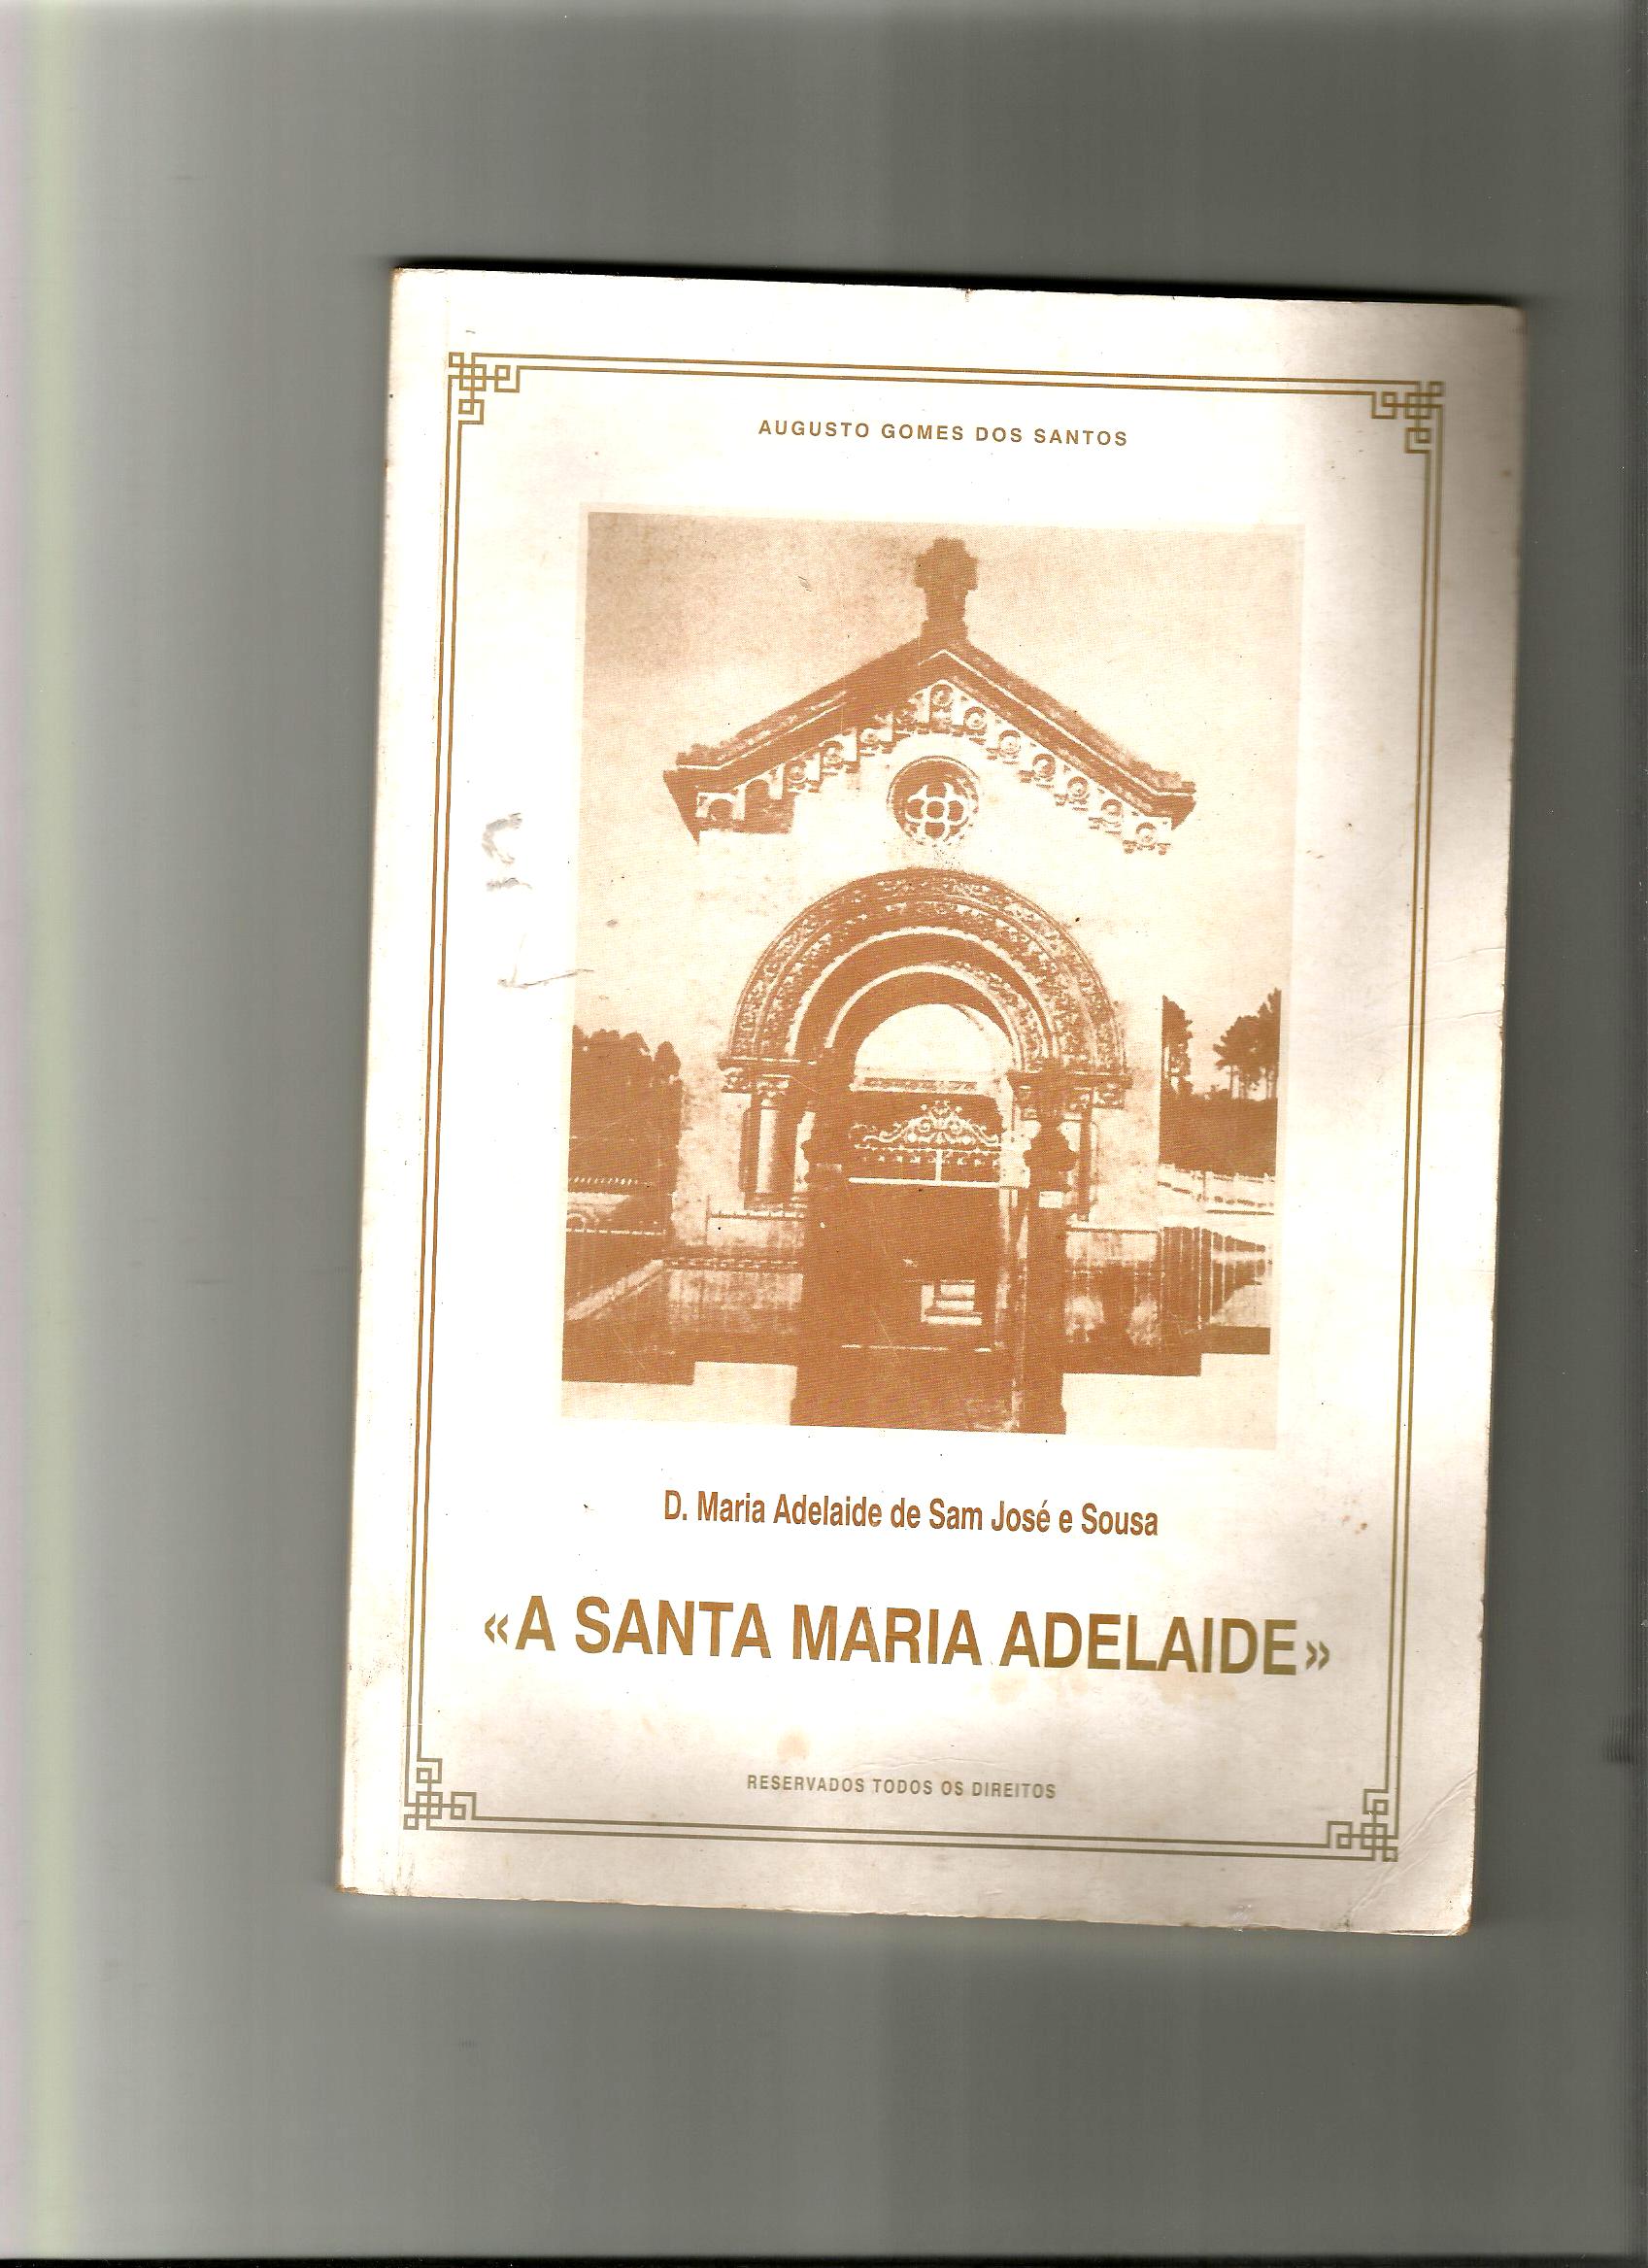 AUGUSTO GOMES DOS SANTOS
D. Maria Adelaide de Sam José e Sousa
«A SANTA MARIA ADELAIDE»
RESERVADOS TODOS OS DIREITOS